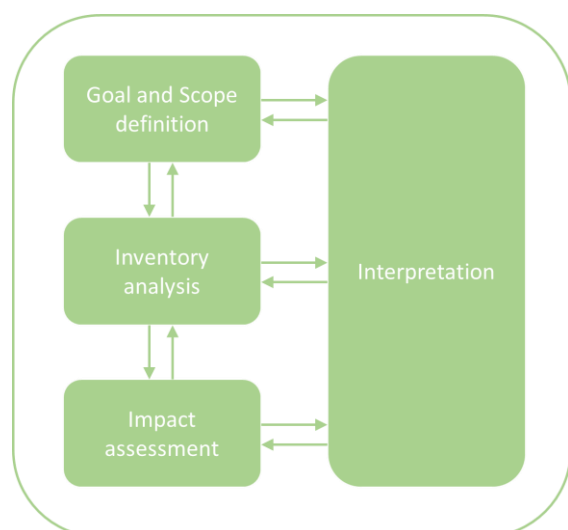 Goal and Scope
definition
Inventory
analysis
Interpretation
Impact
assessment